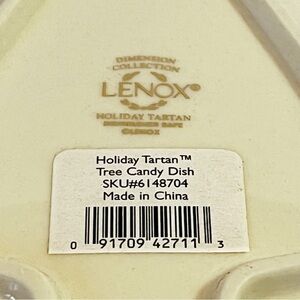 DIMENSION
COLLECTION
LENOX®
HOLIDAY TARTAN
DISHWASHER SAFE
©LENOX
Holiday Tartan™
Tree Candy Dish
SKU#6148704
Made in China
0 91709 42711 3